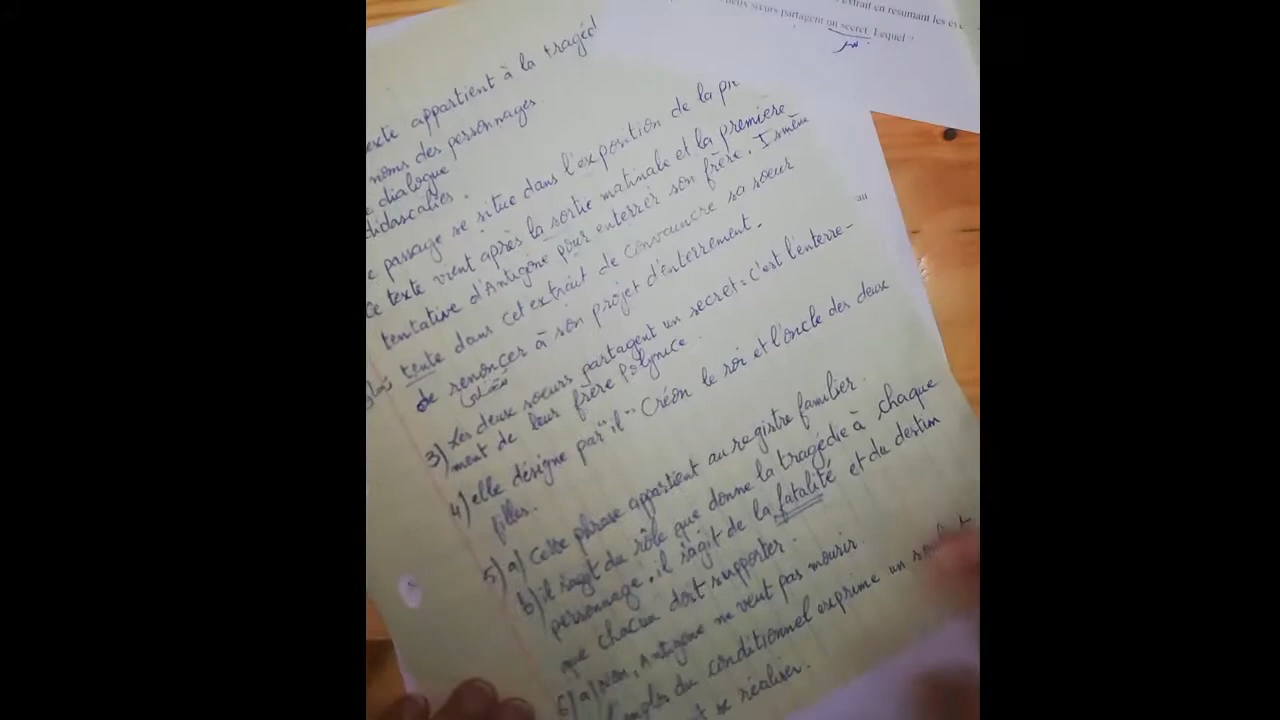 extrait en resumant les
deux sœurs partagent un secret. Lequel ?
texte appartient à la tragéd
noms des personnages.
dialogue
didascalies.
passage se situe dans l'exposition de la
Ce texte vient après la sortie matinale et la première
tentative d'Antigone pour enterrer son frère. Ismène
tente dans cet extrait de convaincre sa soeur
de renoncer à son projet d'enterrement.
3) Les deux soeurs partagent un secret : c'est l'enterre-
ment de leur frère Polynice.
4) elle désigne par "il" Créon le roi et l'oncle des deux
filles.
5) a) Cette phrase appartient au registre familier.
b) il s'agit du rôle que donne la tragédie à chaque
personnage, il s'agit de la fatalité et du destin
que chacun doit supporter.
6) a) Non, Antigone ne veut pas mourir.
du conditionnel exprime un
se réaliser.